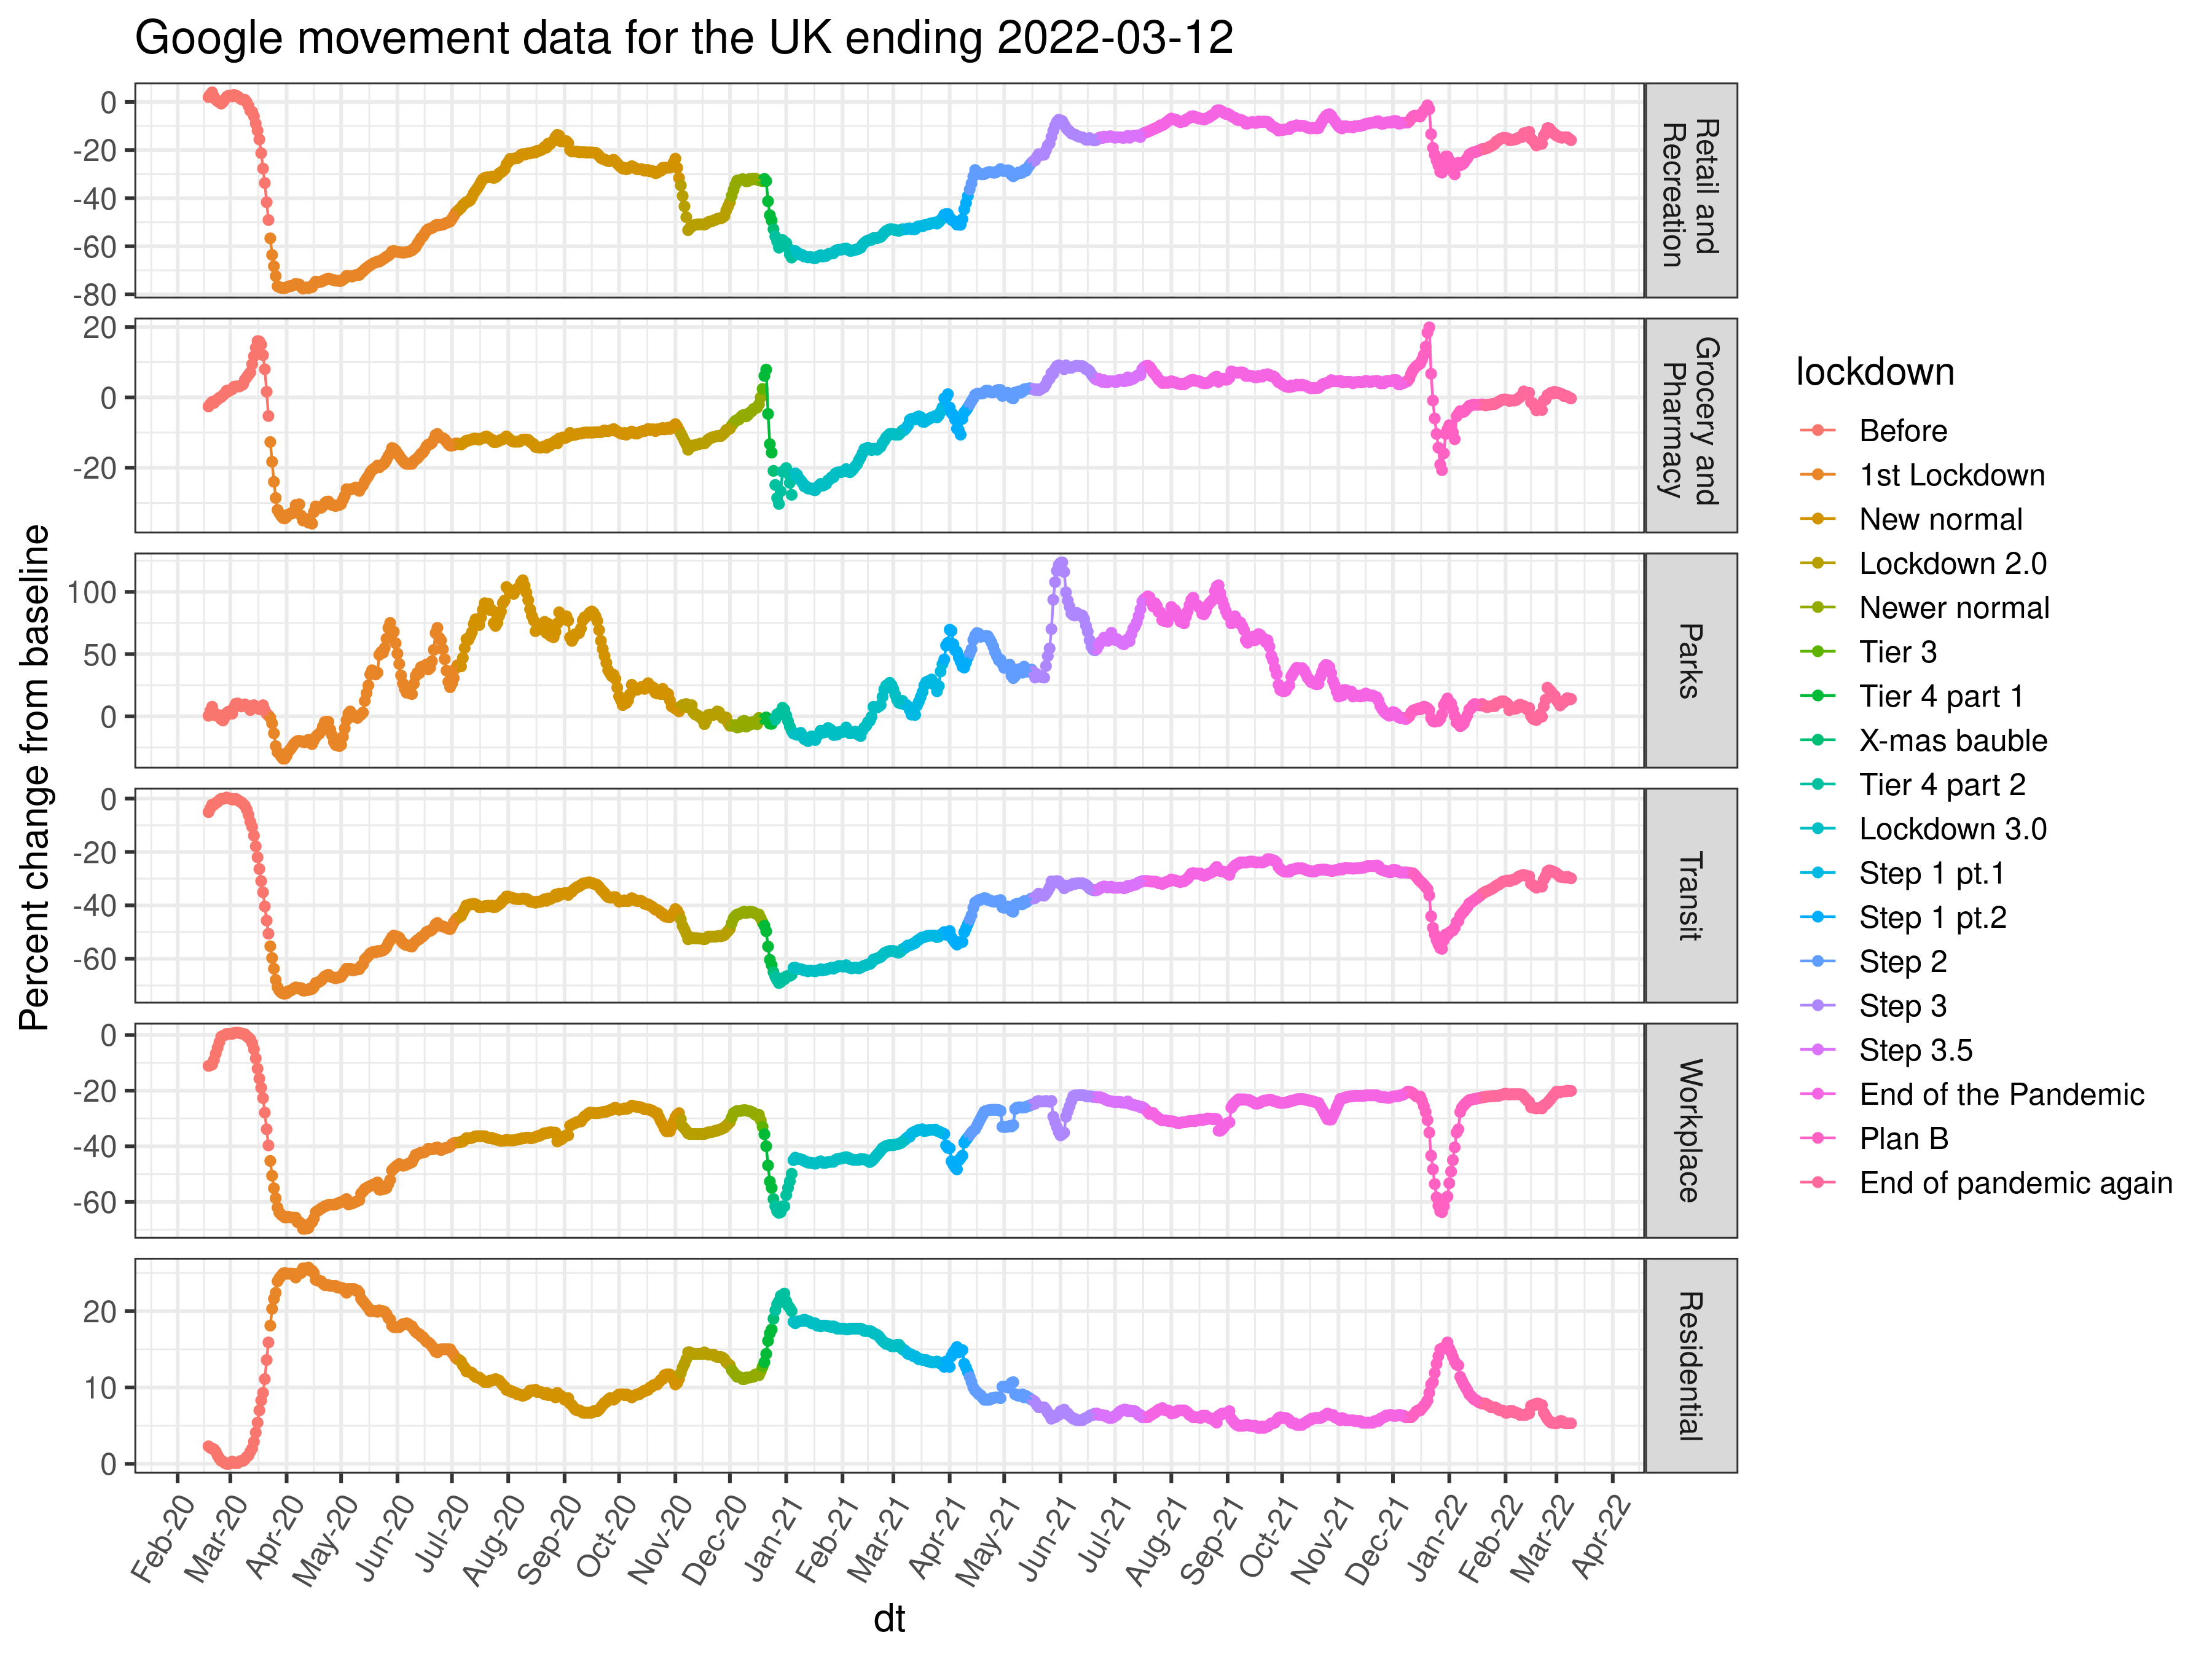 Google movement data for the UK ending 2022-03-12
Percent change from baseline
0
-20
-40
-60
-80
Retail and
Recreation
20
0
-20
Grocery and
Pharmacy
100
50
0
Parks
0
-20
-40
-60
Transit
0
-20
-40
-60
Workplace
20
10
0
Residential
Feb-20
Mar-20
Apr-20
May-20
Jun-20
Jul-20
Aug-20
Sep-20
Oct-20
Nov-20
Dec-20
Jan-21
Feb-21
Mar-21
Apr-21
May-21
Jun-21
Jul-21
Aug-21
Sep-21
Oct-21
Nov-21
Dec-21
Jan-22
Feb-22
Mar-22
Apr-22
dt
lockdown
Before
1st Lockdown
New normal
Lockdown 2.0
Newer normal
Tier 3
Tier 4 part 1
X-mas bauble
Tier 4 part 2
Lockdown 3.0
Step 1 pt.1
Step 1 pt.2
Step 2
Step 3
Step 3.5
End of the Pandemic
Plan B
End of pandemic again